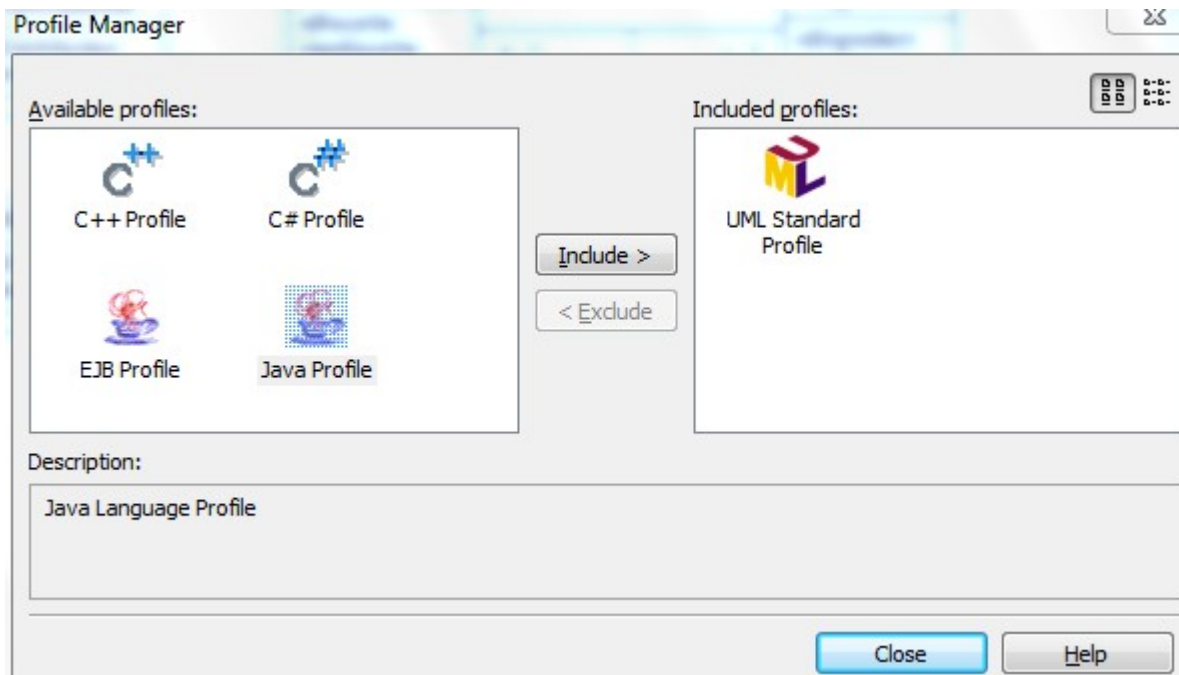 Profile Manager
Available profiles:
Included profiles:
C++ Profile
C# Profile
EJB Profile
Java Profile
Include >
< Exclude
UML
UML Standard
Profile
Description:
Java Language Profile
Close
Help